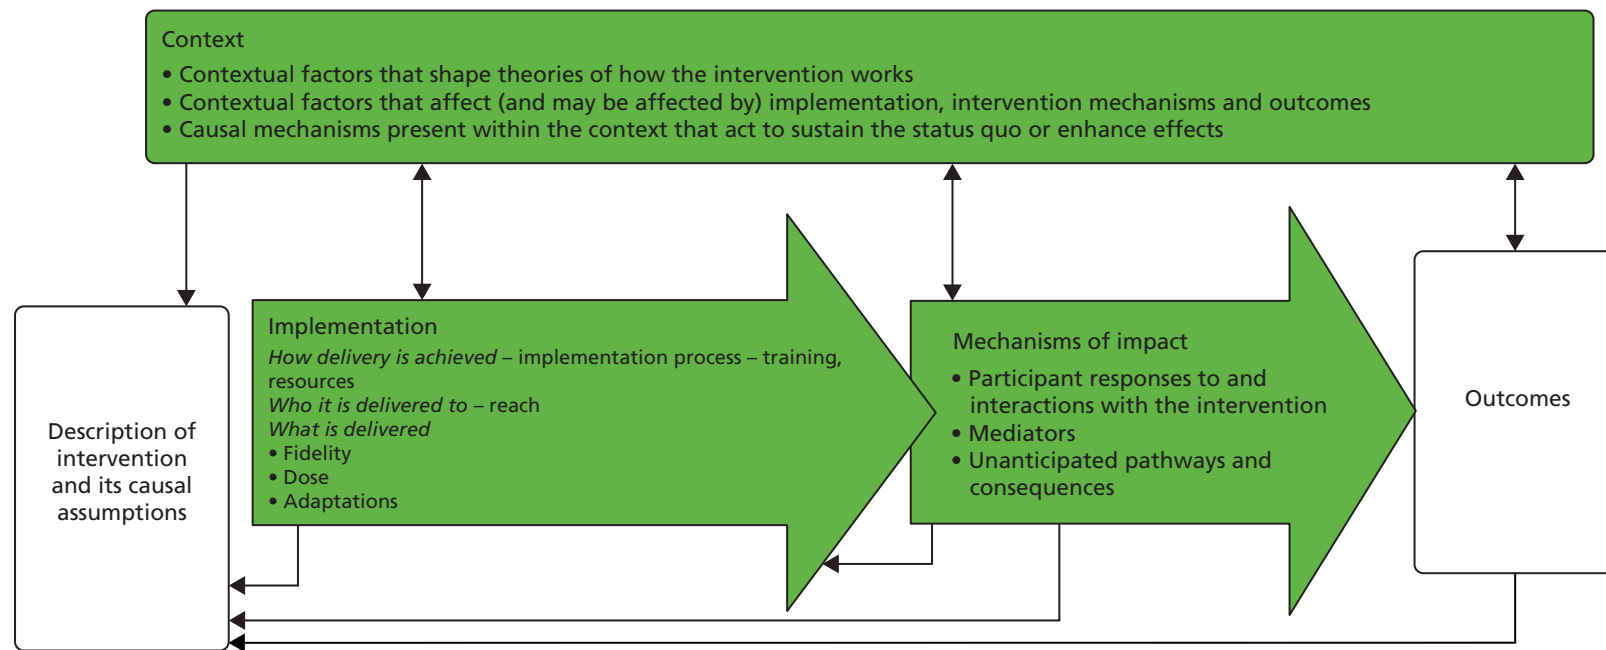 Context
• Contextual factors that shape theories of how the intervention works
• Contextual factors that affect (and may be affected by) implementation, intervention mechanisms and outcomes
• Causal mechanisms present within the context that act to sustain the status quo or enhance effects
Description of
intervention
and its causal
assumptions
Implementation
How delivery is achieved – implementation process – training,
resources
Who it is delivered to – reach
What is delivered
• Fidelity
• Dose
• Adaptations
Mechanisms of impact
• Participant responses to and
interactions with the intervention
• Mediators
• Unanticipated pathways and
consequences
Outcomes